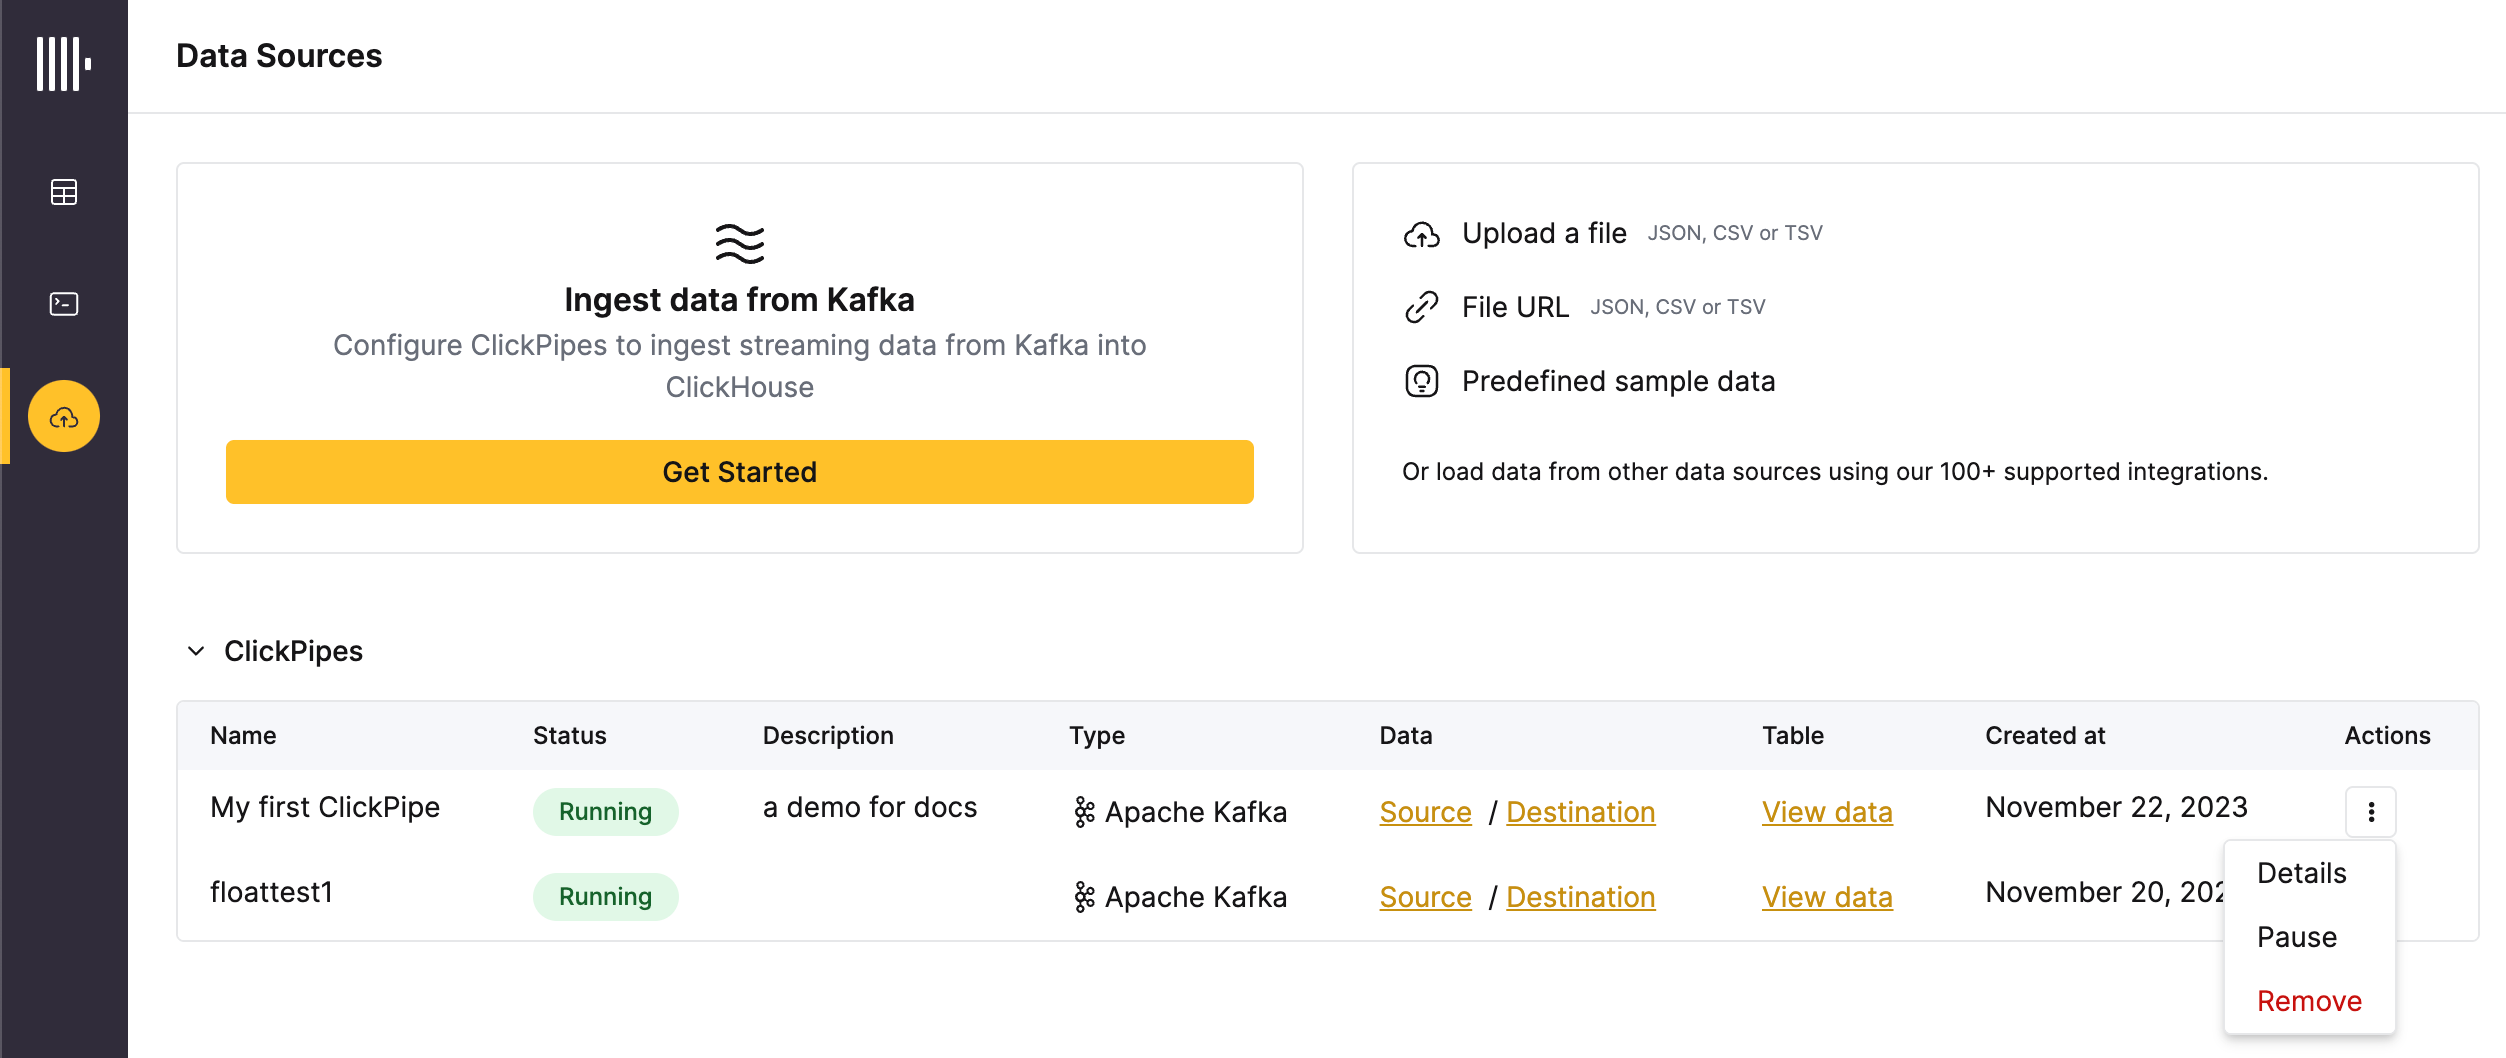 Data Sources
Ingest data from Kafka
Configure ClickPipes to ingest streaming data from Kafka into
ClickHouse
Get Started
Upload a file JSON, CSV or TSV
File URL JSON, CSV or TSV
Predefined sample data
Or load data from other data sources using our 100+ supported integrations.
ClickPipes
Name Status Description Type Data Table Created at Actions
My first ClickPipe Running a demo for docs Apache Kafka Source / Destination View data November 22, 2023
floattest1 Running Apache Kafka Source / Destination View data November 20,
Details
Pause
Remove